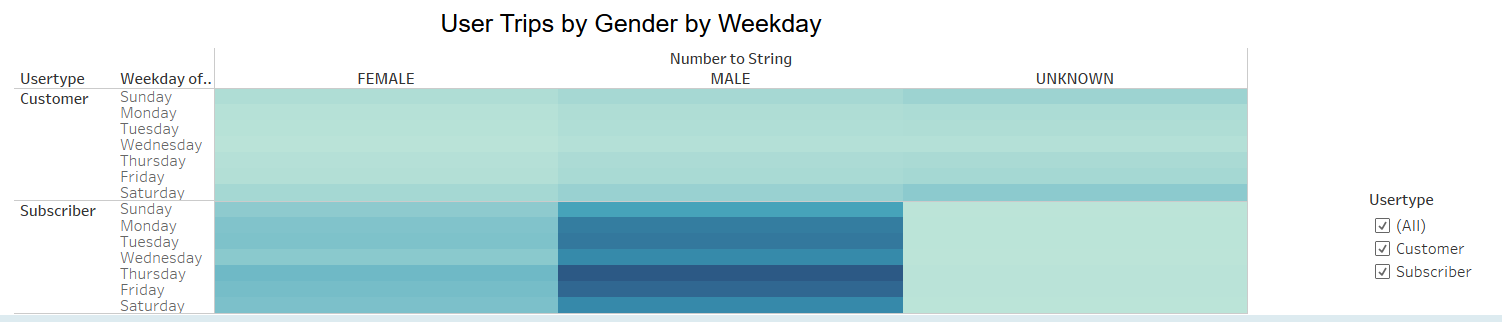 User Trips by Gender by Weekday
Number to String
Usertype Weekday of.. FEMALE MALE UNKNOWN
Customer Sunday
Monday
Tuesday
Wednesday
Thursday
Friday
Saturday
Subscriber Sunday
Monday
Tuesday
Wednesday
Thursday
Friday
Saturday
Usertype
(All)
Customer
Subscriber